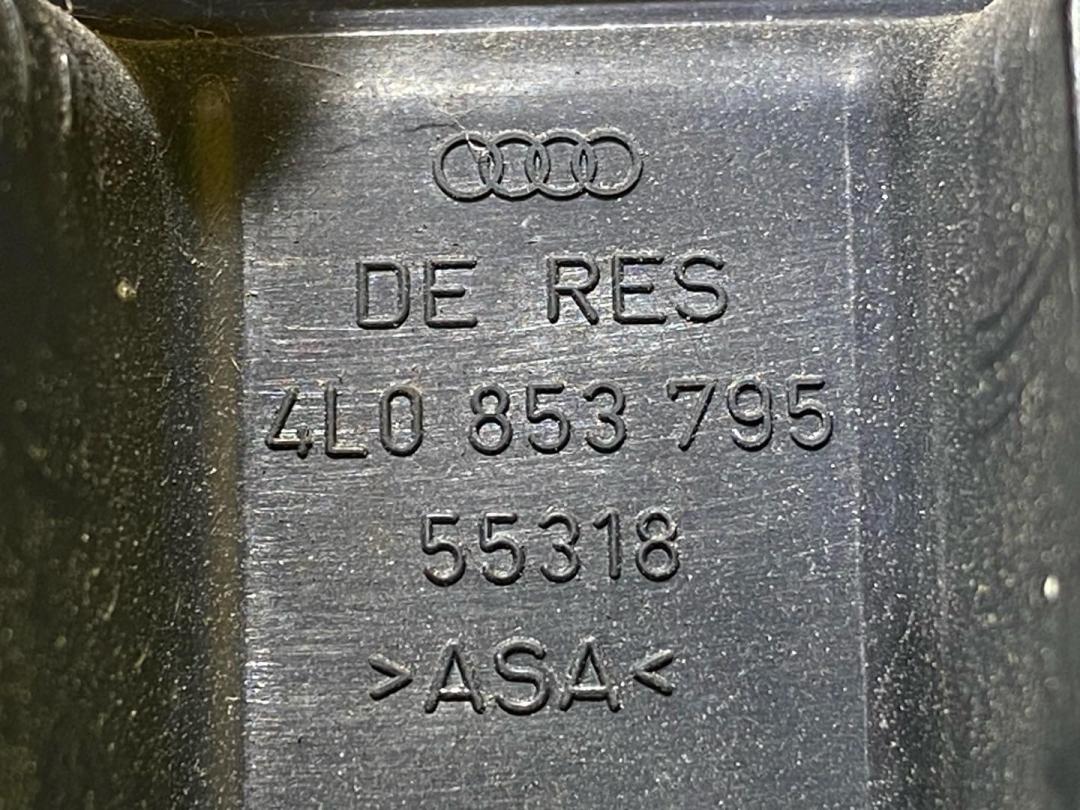 DE RES
4L0 853 795
55318
>ASA<